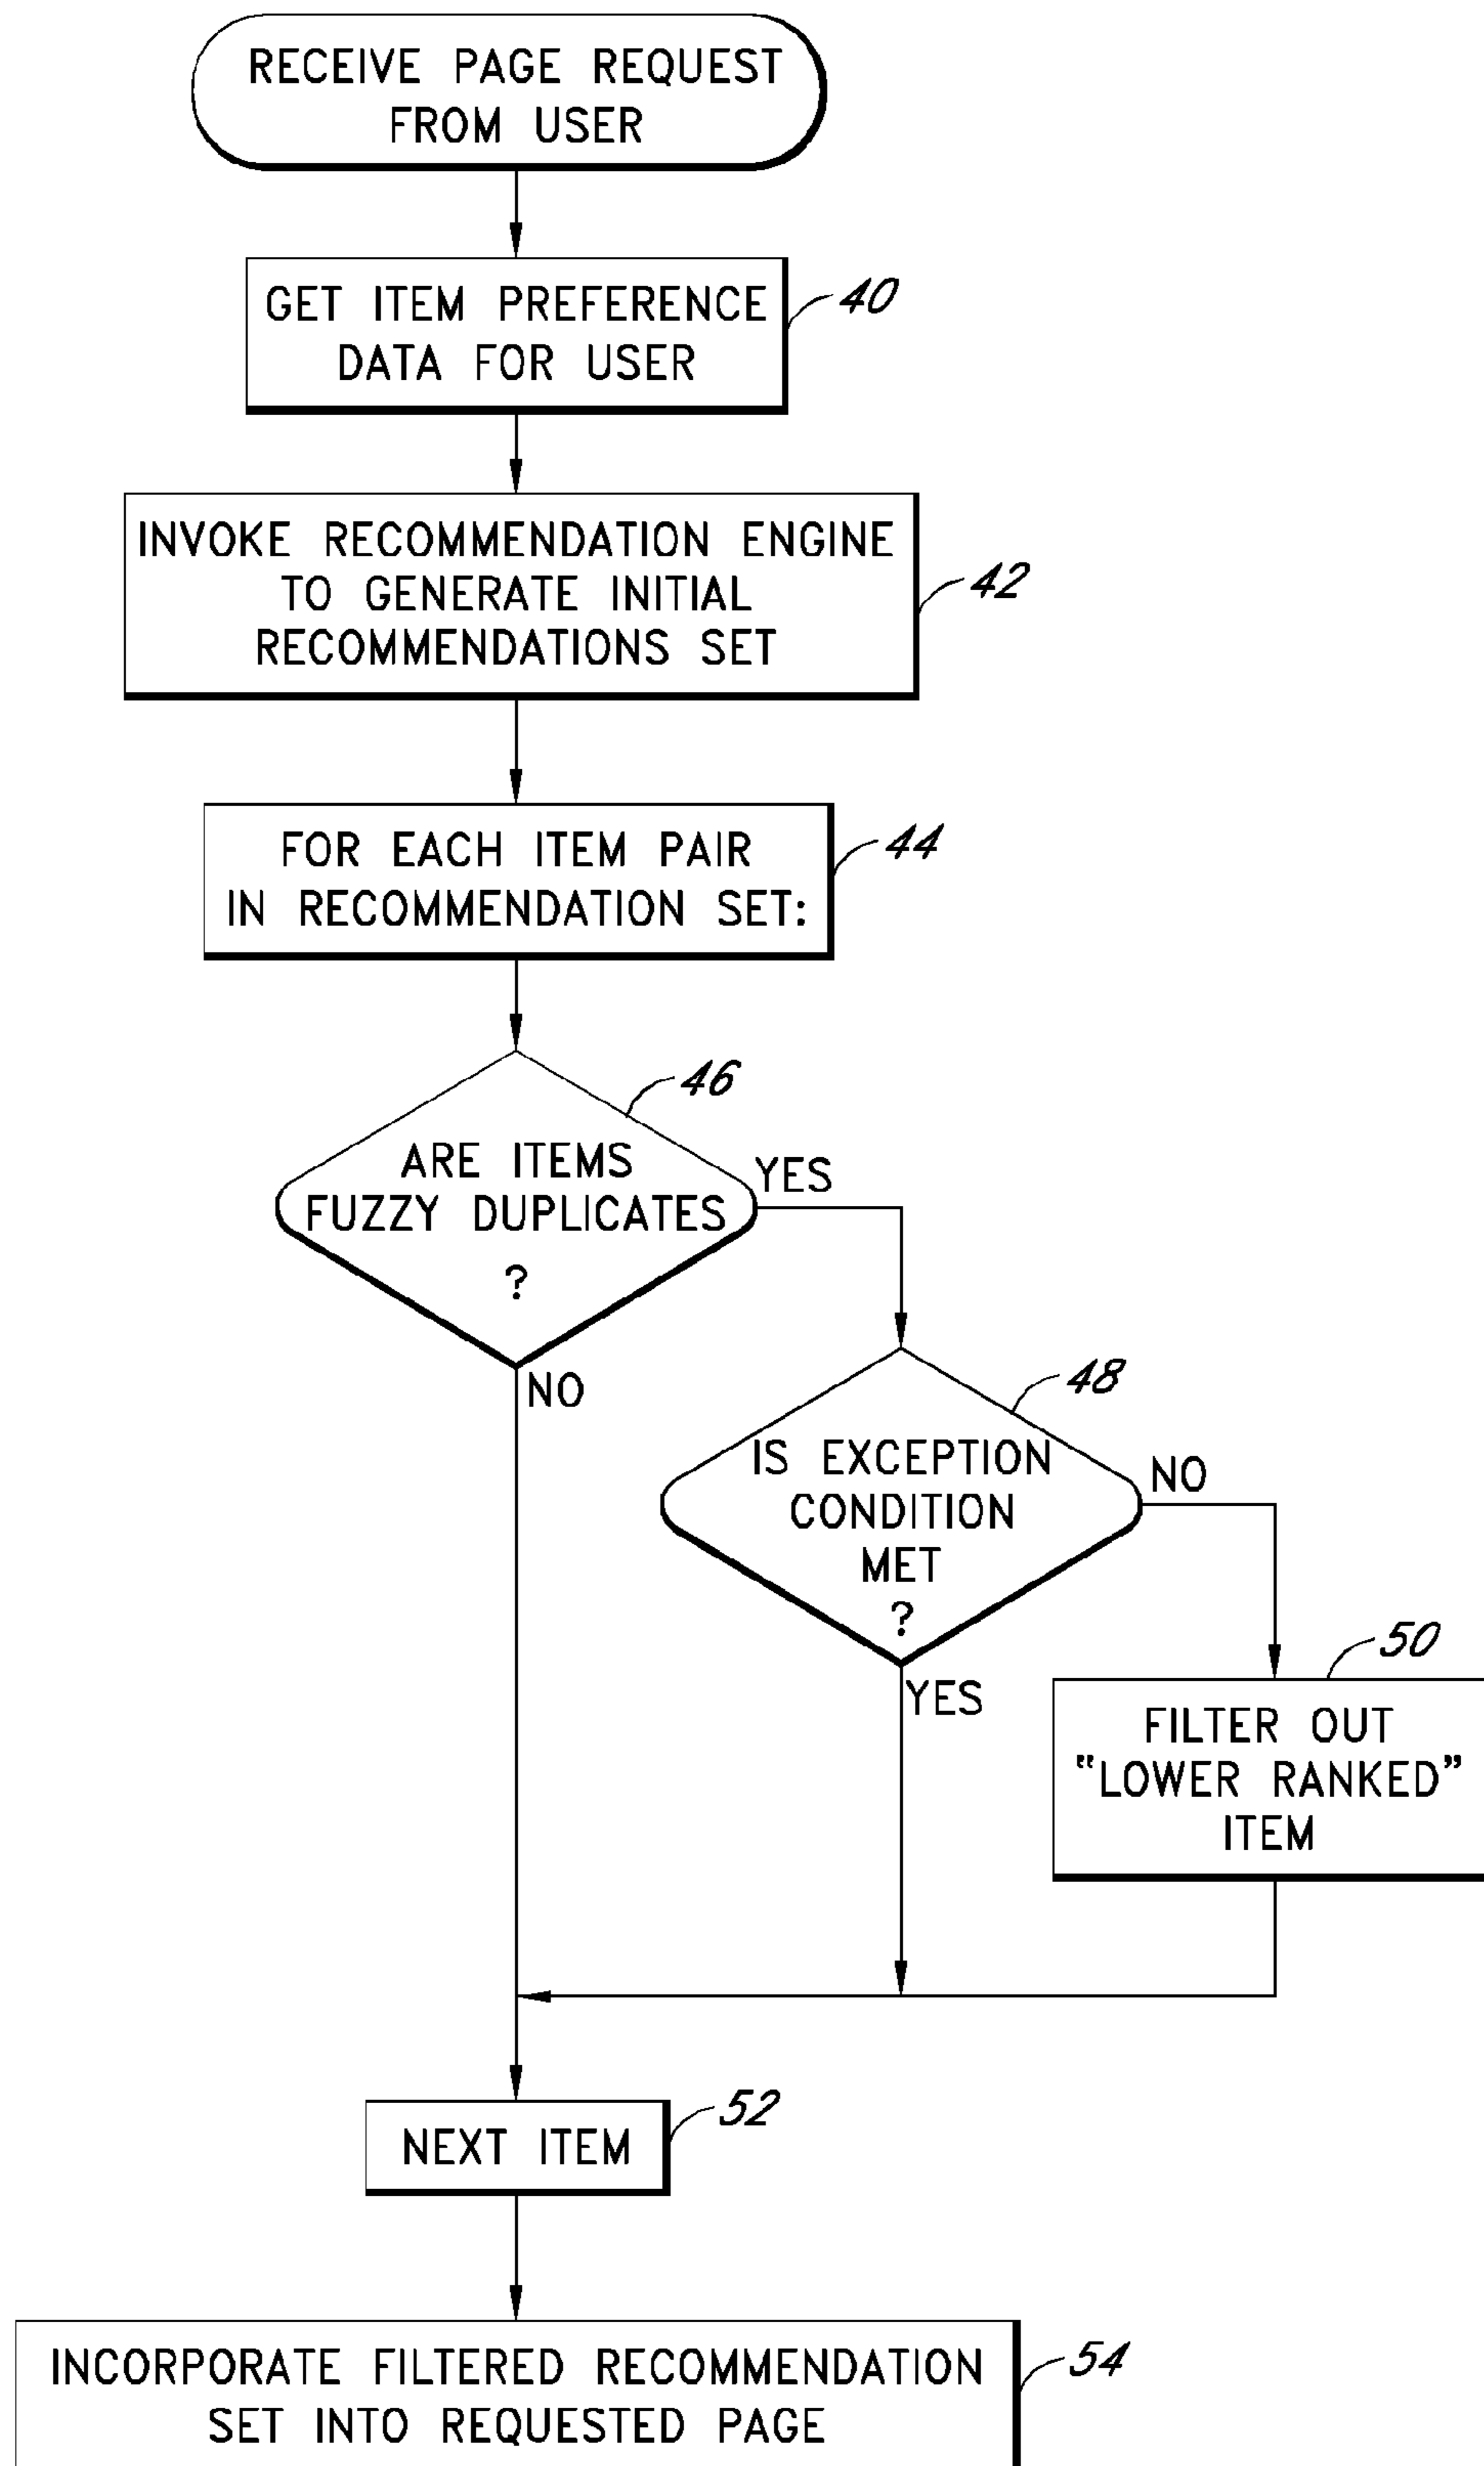 RECEIVE PAGE REQUEST
FROM USER
GET ITEM PREFERENCE
DATA FOR USER
40
INVOKE RECOMMENDATION ENGINE
TO GENERATE INITIAL
RECOMMENDATIONS SET
42
FOR EACH ITEM PAIR
IN RECOMMENDATION SET:
44
46
ARE ITEMS
FUZZY DUPLICATES
?
YES
NO
48
IS EXCEPTION
CONDITION
MET
?
NO
YES
50
FILTER OUT
"LOWER RANKED"
ITEM
NEXT ITEM
52
INCORPORATE FILTERED RECOMMENDATION
SET INTO REQUESTED PAGE
54